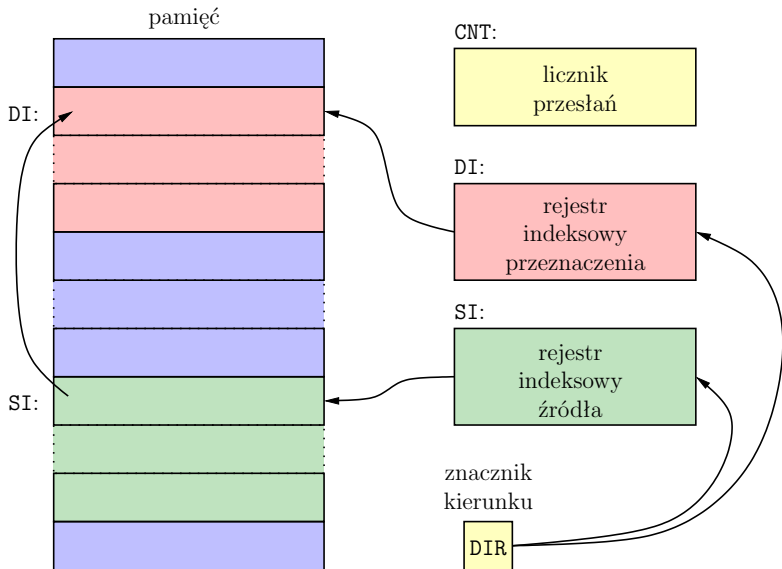 pamięć
DI:
SI:
CNT:
licznik
przesłań
DI:
rejestr
indeksowy
przeznaczenia
SI:
rejestr
indeksowy
źródła
znacznik
kierunku
DIR